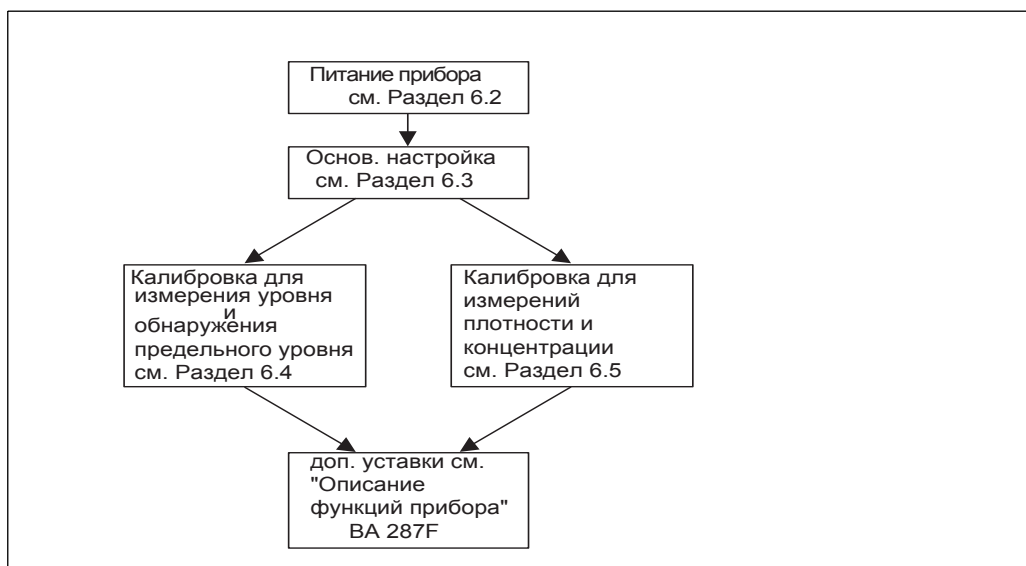 Питание прибора
см. Раздел 6.2
Основ. настройка
см. Раздел 6.3
Калибровка для
измерения уровня
и
обнаружения
предельного уровня
см. Раздел 6.4
Калибровка для
измерений
плотности и
концентрации
см. Раздел 6.5
доп. уставки см.
"Описание
функций прибора"
BA 287F